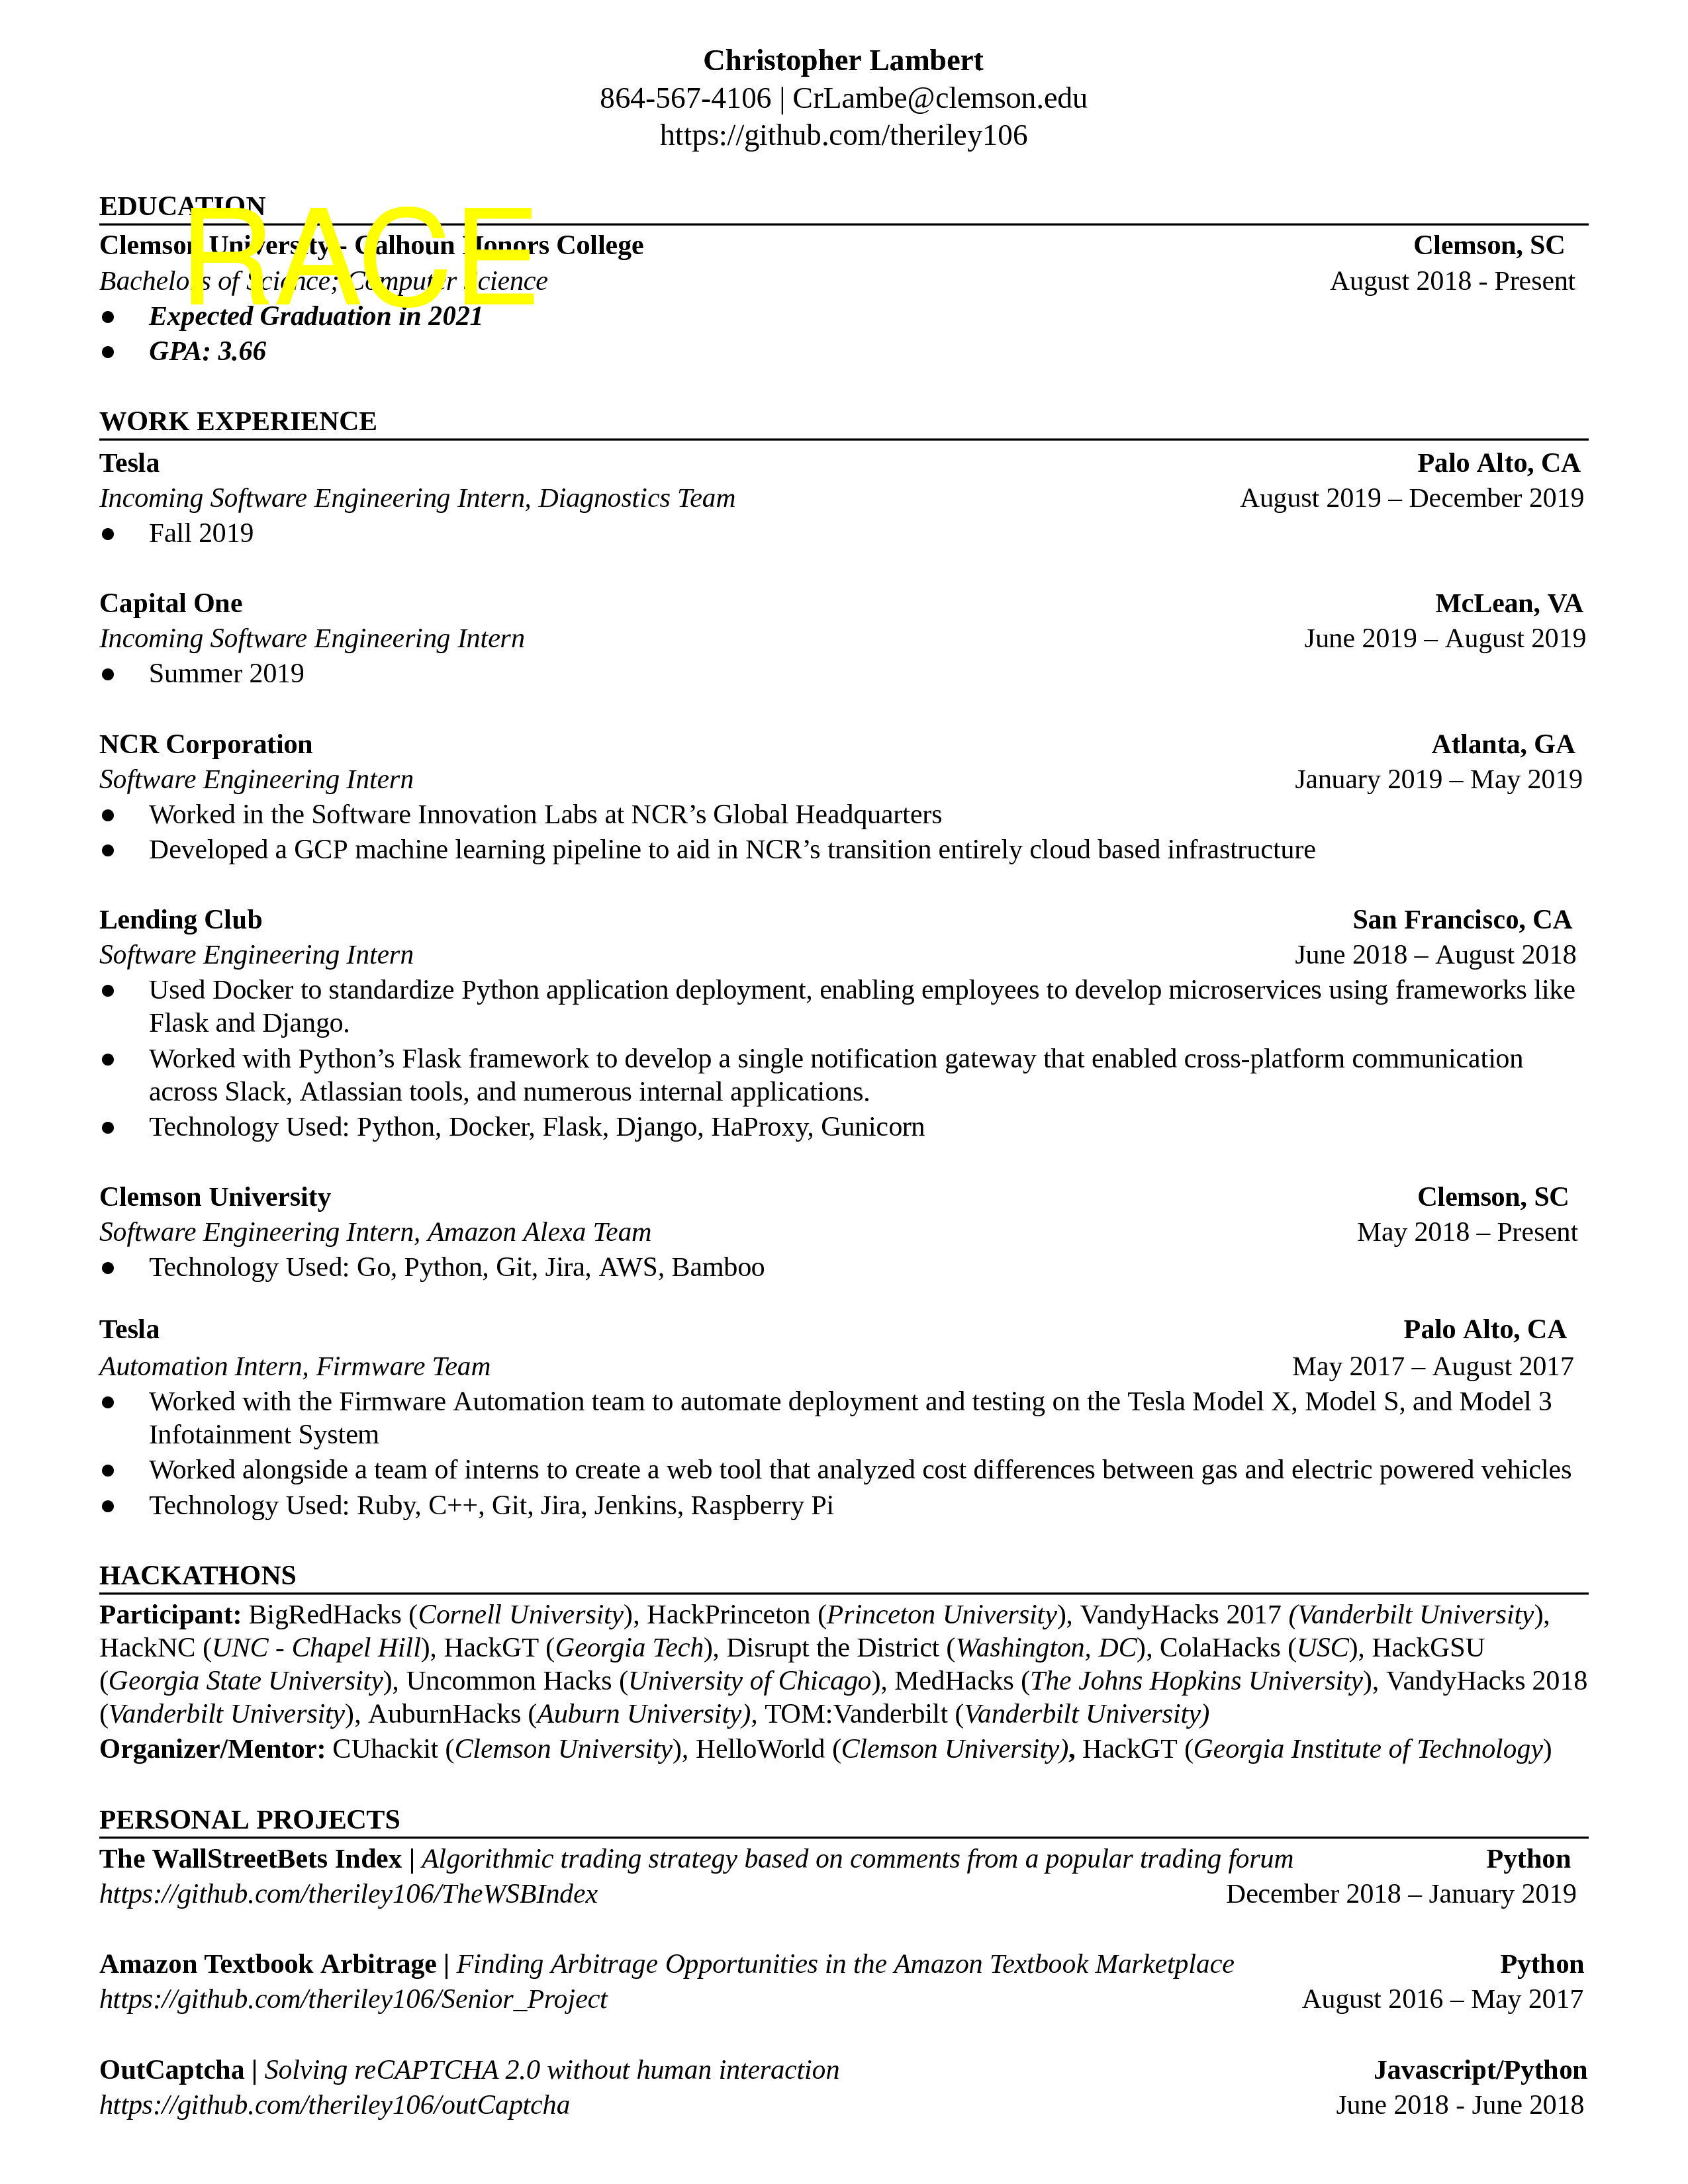 Christopher Lambert
864-567-4106 | CrLambe@clemson.edu
https://github.com/theriley106
EDUCATION
RACE
Clemson University - Calhoun Honors College Clemson, SC
Bachelors of Science; Computer Science August 2018 - Present
● Expected Graduation in 2021
● GPA: 3.66
WORK EXPERIENCE
Tesla Palo Alto, CA
Incoming Software Engineering Intern, Diagnostics Team August 2019 – December 2019
● Fall 2019
Capital One McLean, VA
Incoming Software Engineering Intern June 2019 – August 2019
● Summer 2019
NCR Corporation Atlanta, GA
Software Engineering Intern January 2019 – May 2019
● Worked in the Software Innovation Labs at NCR’s Global Headquarters
● Developed a GCP machine learning pipeline to aid in NCR’s transition entirely cloud based infrastructure
Lending Club San Francisco, CA
Software Engineering Intern June 2018 – August 2018
● Used Docker to standardize Python application deployment, enabling employees to develop microservices using frameworks like
Flask and Django.
● Worked with Python’s Flask framework to develop a single notification gateway that enabled cross-platform communication
across Slack, Atlassian tools, and numerous internal applications.
● Technology Used: Python, Docker, Flask, Django, HaProxy, Gunicorn
Clemson University Clemson, SC
Software Engineering Intern, Amazon Alexa Team May 2018 – Present
● Technology Used: Go, Python, Git, Jira, AWS, Bamboo
Tesla Palo Alto, CA
Automation Intern, Firmware Team May 2017 – August 2017
● Worked with the Firmware Automation team to automate deployment and testing on the Tesla Model X, Model S, and Model 3
Infotainment System
● Worked alongside a team of interns to create a web tool that analyzed cost differences between gas and electric powered vehicles
● Technology Used: Ruby, C++, Git, Jira, Jenkins, Raspberry Pi
HACKATHONS
Participant: BigRedHacks (Cornell University), HackPrinceton (Princeton University), VandyHacks 2017 (Vanderbilt University),
HackNC (UNC - Chapel Hill), HackGT (Georgia Tech), Disrupt the District (Washington, DC), ColaHacks (USC), HackGSU
(Georgia State University), Uncommon Hacks (University of Chicago), MedHacks (The Johns Hopkins University), VandyHacks 2018
(Vanderbilt University), AuburnHacks (Auburn University), TOM:Vanderbilt (Vanderbilt University)
Organizer/Mentor: CUhackit (Clemson University), HelloWorld (Clemson University), HackGT (Georgia Institute of Technology)
PERSONAL PROJECTS
The WallStreetBets Index | Algorithmic trading strategy based on comments from a popular trading forum Python
https://github.com/theriley106/TheWSBIndex December 2018 – January 2019
Amazon Textbook Arbitrage | Finding Arbitrage Opportunities in the Amazon Textbook Marketplace Python
https://github.com/theriley106/Senior_Project August 2016 – May 2017
OutCaptcha | Solving reCAPTCHA 2.0 without human interaction Javascript/Python
https://github.com/theriley106/outCaptcha June 2018 - June 2018